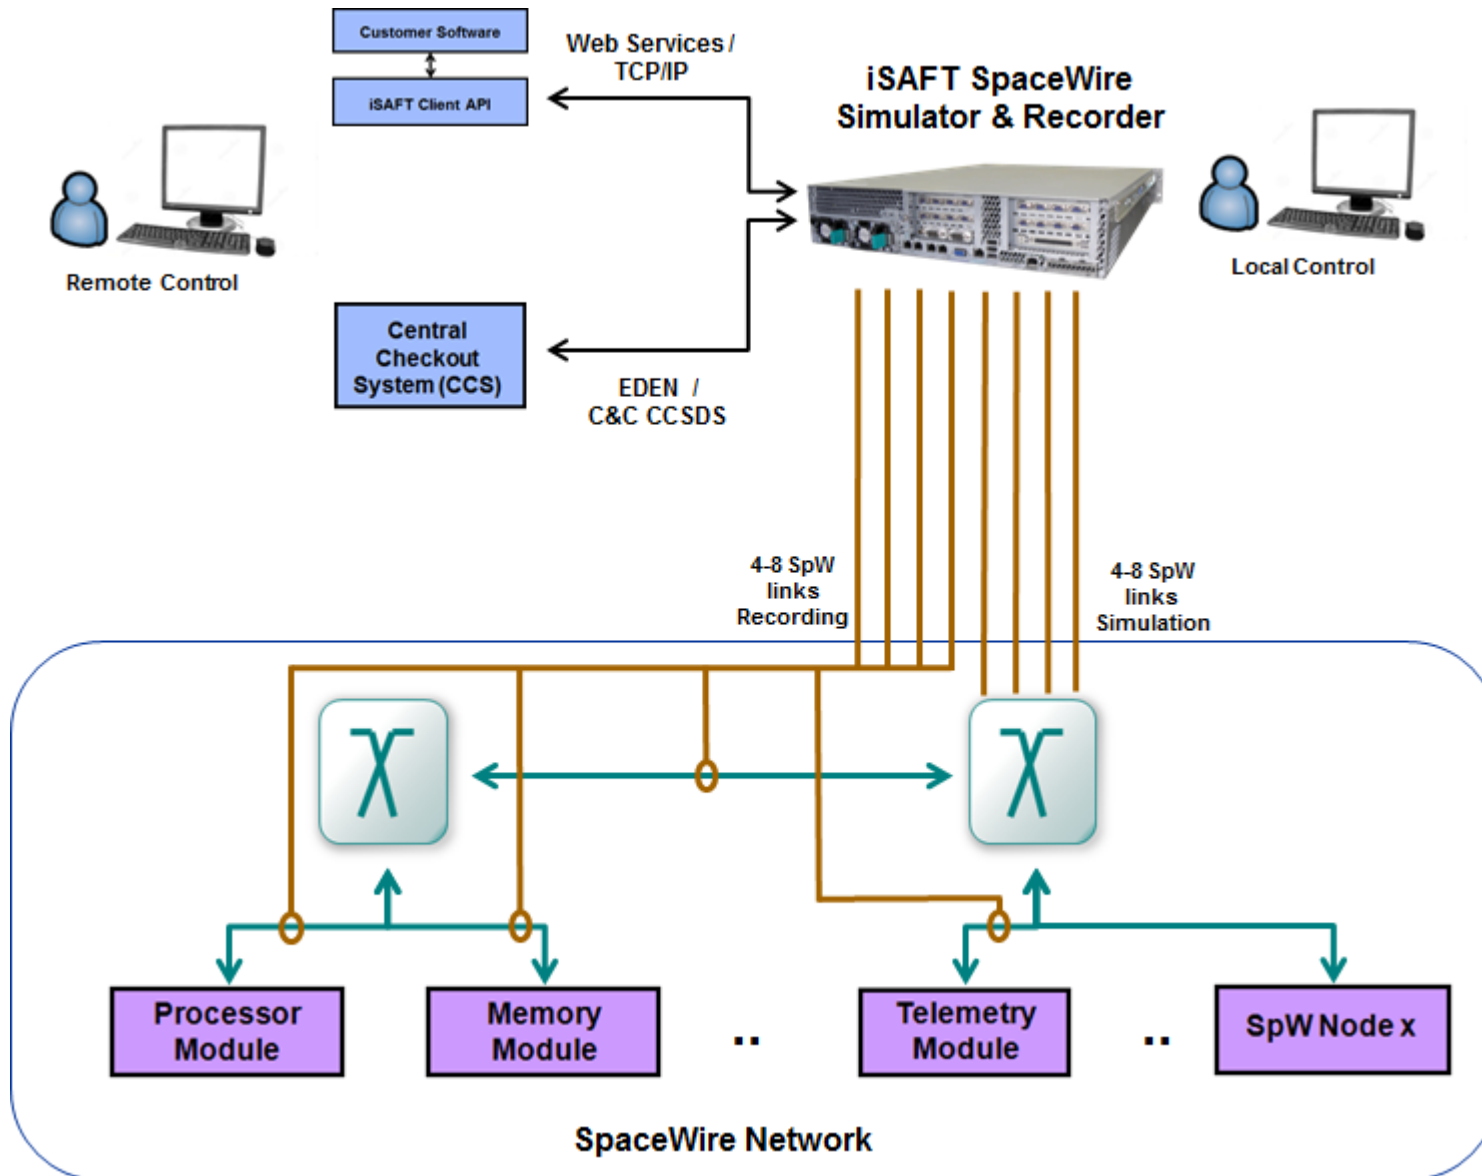 Customer Software
iSAFT Client API
Web Services /
TCP/IP
iSAFT SpaceWire
Simulator & Recorder
Remote Control
Local Control
Central
Checkout
System (CCS)
EDEN /
C&C CCSDS
4-8 SpW
links
Recording
4-8 SpW
links
Simulation
Processor
Module
Memory
Module
..
Telemetry
Module
..
SpW Node x
SpaceWire Network